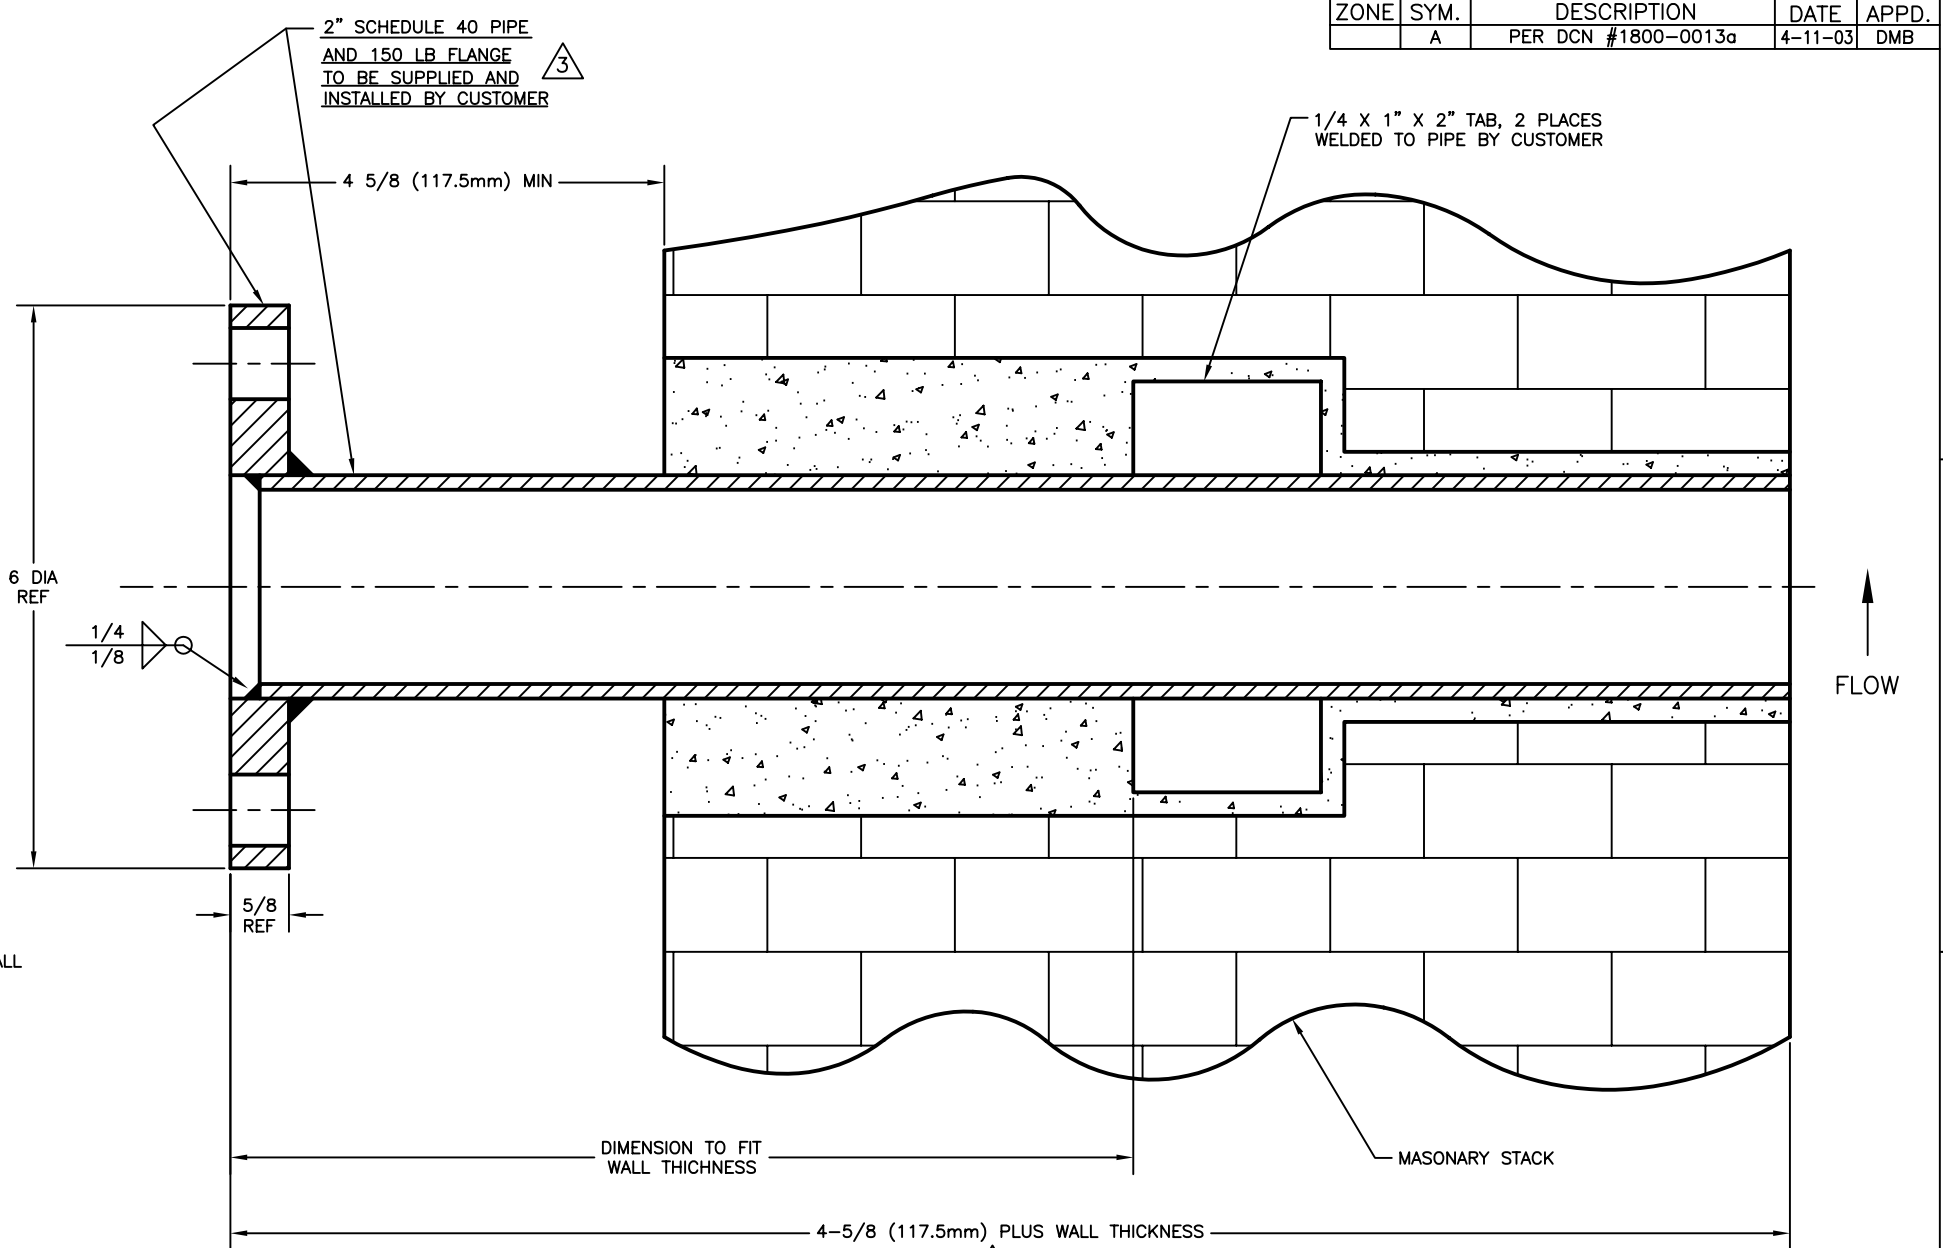 ZONE SYM. DESCRIPTION DATE APPD.
A PER DCN #1800-0013a 4-11-03 DMB
2" SCHEDULE 40 PIPE
AND 150 LB FLANGE
TO BE SUPPLIED AND
INSTALLED BY CUSTOMER
3
1/4 X 1" X 2" TAB, 2 PLACES
WELDED TO PIPE BY CUSTOMER
4 5/8 (117.5mm) MIN
6 DIA
REF
1/4
1/8
FLOW
5/8
REF
DIMENSION TO FIT
WALL THICHNESS
MASONARY STACK
4-5/8 (117.5mm) PLUS WALL THICKNESS